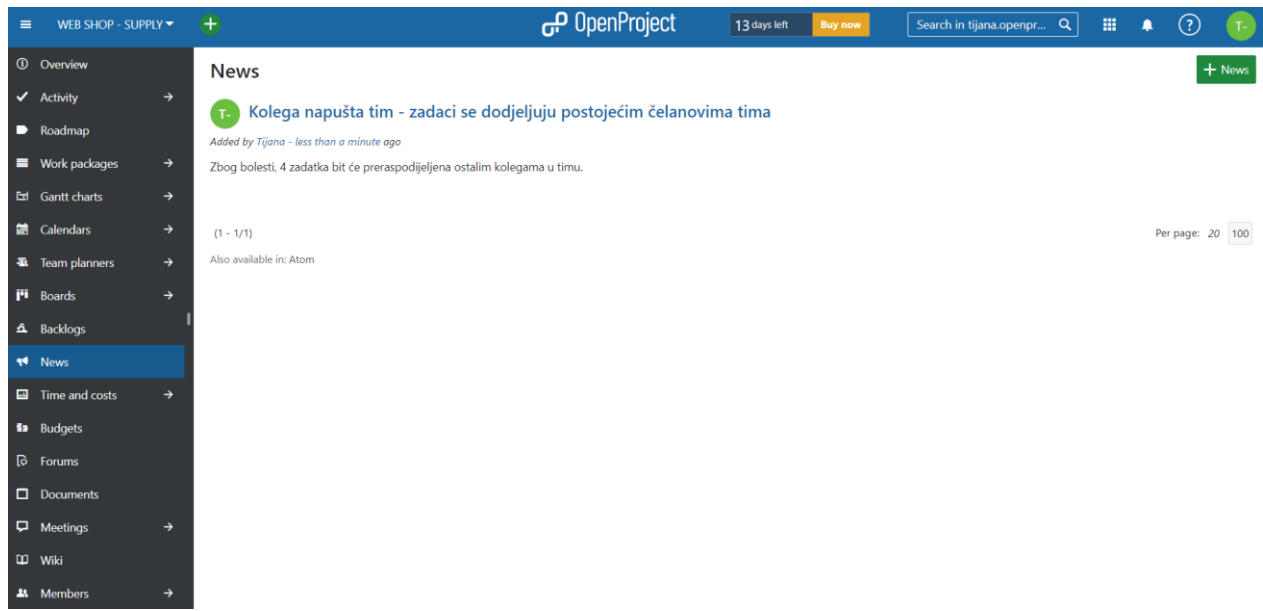 WEB SHOP - SUPPLY
OpenProject
13 days left
Buy now
Search in tijana.openpr...
?
T-
Overview
Activity
Roadmap
Work packages
Gantt charts
Calendars
Team planners
Boards
Backlogs
News
Time and costs
Budgets
Forums
Documents
Meetings
Wiki
Members
News
+ News
T-
Kolega napušta tim - zadaci se dodjeljuju postojećim čelanovima tima
Added by Tijana - less than a minute ago
Zbog bolesti, 4 zadatka bit će preraspodijeljena ostalim kolegama u timu.
(1 - 1/1)
Per page: 20 100
Also available in: Atom